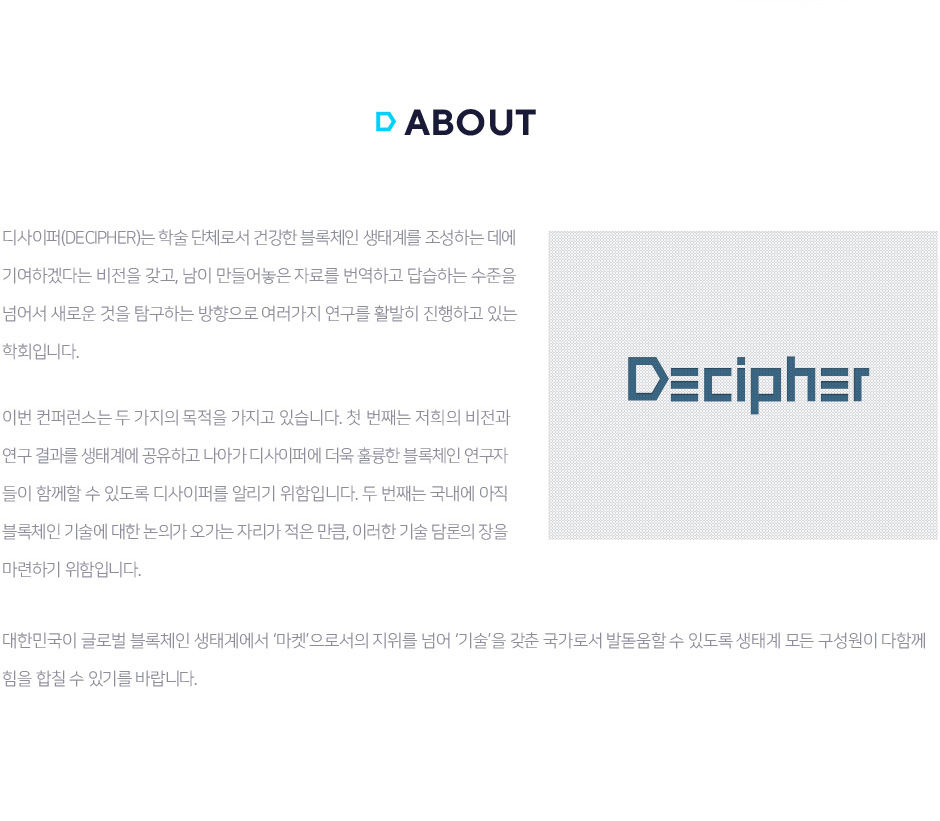 ABOUT
디사이퍼(DECIPHER)는 학술 단체로서 건강한 블록체인 생태계를 조성하는 데에
기여하겠다는 비전을 갖고, 남이 만들어놓은 자료를 번역하고 답습하는 수준을
넘어서 새로운 것을 탐구하는 방향으로 여러가지 연구를 활발히 진행하고 있는
학회입니다.
Decipher
이번 컨퍼런스는 두 가지의 목적을 가지고 있습니다. 첫 번째는 저희의 비전과
연구 결과를 생태계에 공유하고 나아가 디사이퍼에 더욱 훌륭한 블록체인 연구자
들이 함께할 수 있도록 디사이퍼를 알리기 위함입니다. 두 번째는 국내에 아직
블록체인 기술에 대한 논의가 오가는 자리가 적은 만큼, 이러한 기술 담론의 장을
마련하기 위함입니다.
대한민국이 글로벌 블록체인 생태계에서 ‘마켓’으로서의 지위를 넘어 ‘기술’을 갖춘 국가로서 발돋움할 수 있도록 생태계 모든 구성원이 다함께
힘을 합칠 수 있기를 바랍니다.